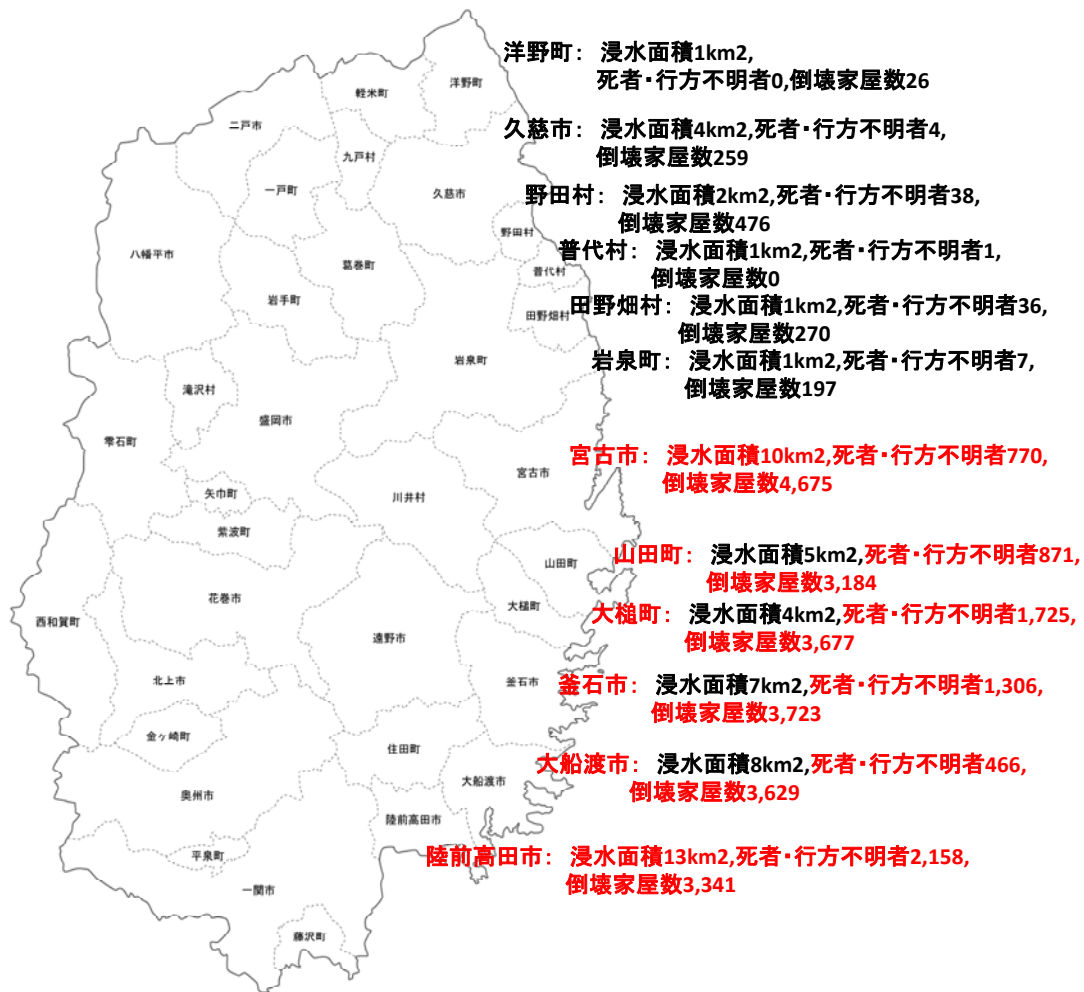 洋野町： 浸水面積1km2,
死者・行方不明者0,倒壊家屋数26
久慈市： 浸水面積4km2,死者・行方不明者4,
倒壊家屋数259
野田村： 浸水面積2km2,死者・行方不明者38,
倒壊家屋数476
普代村： 浸水面積1km2,死者・行方不明者1,
倒壊家屋数0
田野畑村： 浸水面積1km2,死者・行方不明者36,
倒壊家屋数270
岩泉町： 浸水面積1km2,死者・行方不明者7,
倒壊家屋数197
宮古市： 浸水面積10km2,死者・行方不明者770,
倒壊家屋数4,675
山田町： 浸水面積5km2,死者・行方不明者871,
倒壊家屋数3,184
大槌町： 浸水面積4km2,死者・行方不明者1,725,
倒壊家屋数3,677
釜石市： 浸水面積7km2,死者・行方不明者1,306,
倒壊家屋数3,723
大船渡市： 浸水面積8km2,死者・行方不明者466,
倒壊家屋数3,629
陸前高田市： 浸水面積13km2,死者・行方不明者2,158,
倒壊家屋数3,341
洋野町
軽米町
二戸市
九戸村
一戸町
久慈市
野田村
八幡平市
葛巻町
普代村
岩手町
田野畑村
岩泉町
滝沢村
盛岡市
雫石町
宮古市
矢巾町
川井村
紫波町
山田町
花巻市
大槌町
西和賀町
遠野市
北上市
釜石市
金ヶ崎町
住田町
大船渡市
奥州市
陸前高田市
平泉町
一関市
藤沢町